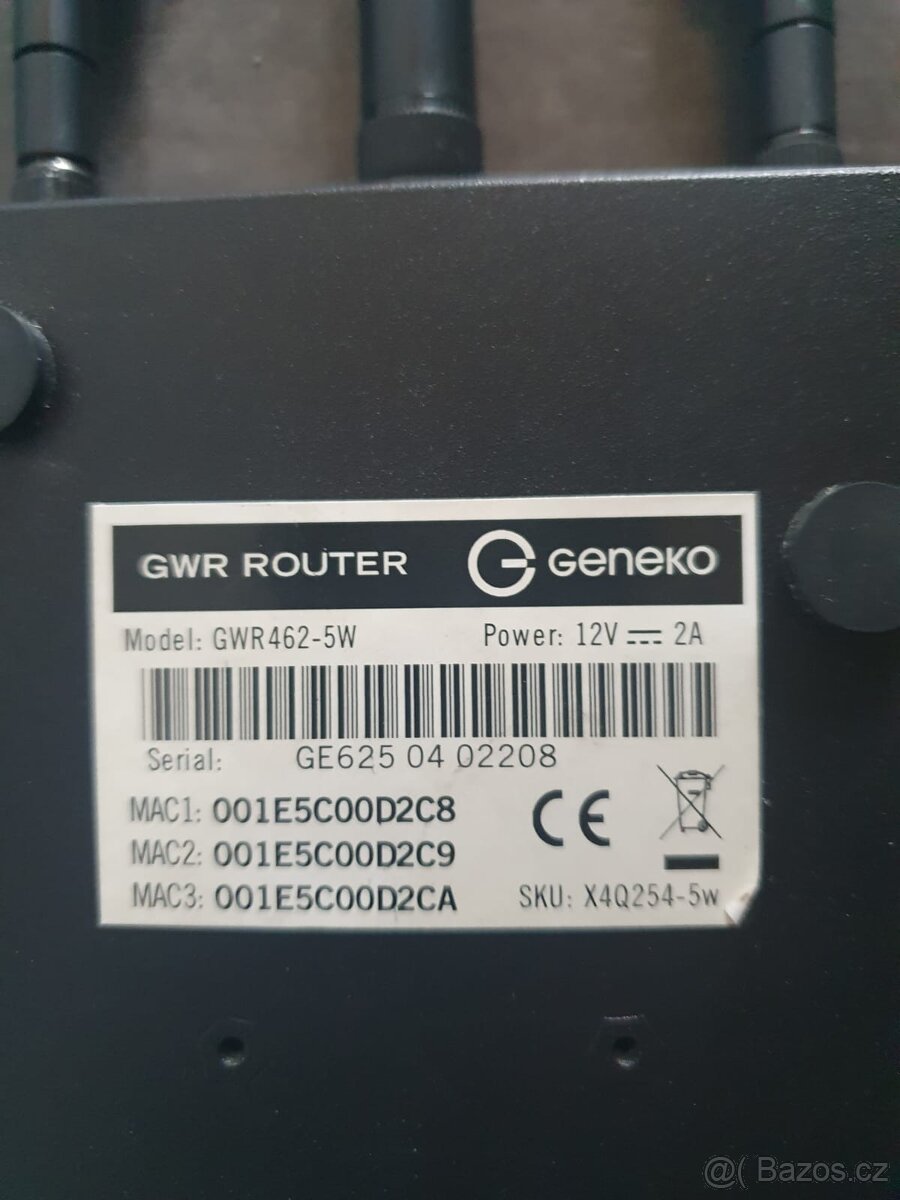 GWR ROUTER GENEKO
Model: GWR462-5W Power: 12V 2A
Serial: GE625 04 02208
MAC1: 001E5C00D2C8
MAC2: 001E5C00D2C9
MAC3: 001E5C00D2CA SKU: X4Q254-5w
CE
@( Bazoš.cz